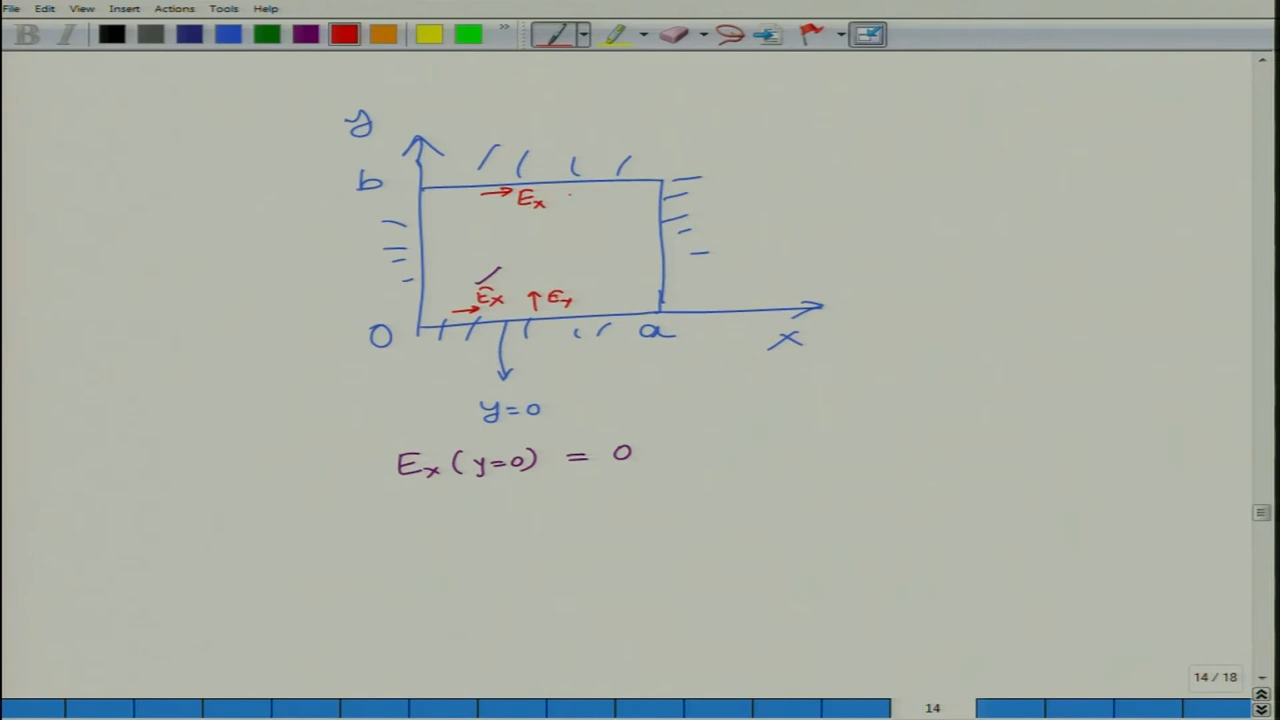 File Edit View Insert Actions Tools Help
B I
y
b
Ex
Ex Ey
0 a x
y=0
Ex(y=0) = 0
14 / 18
14